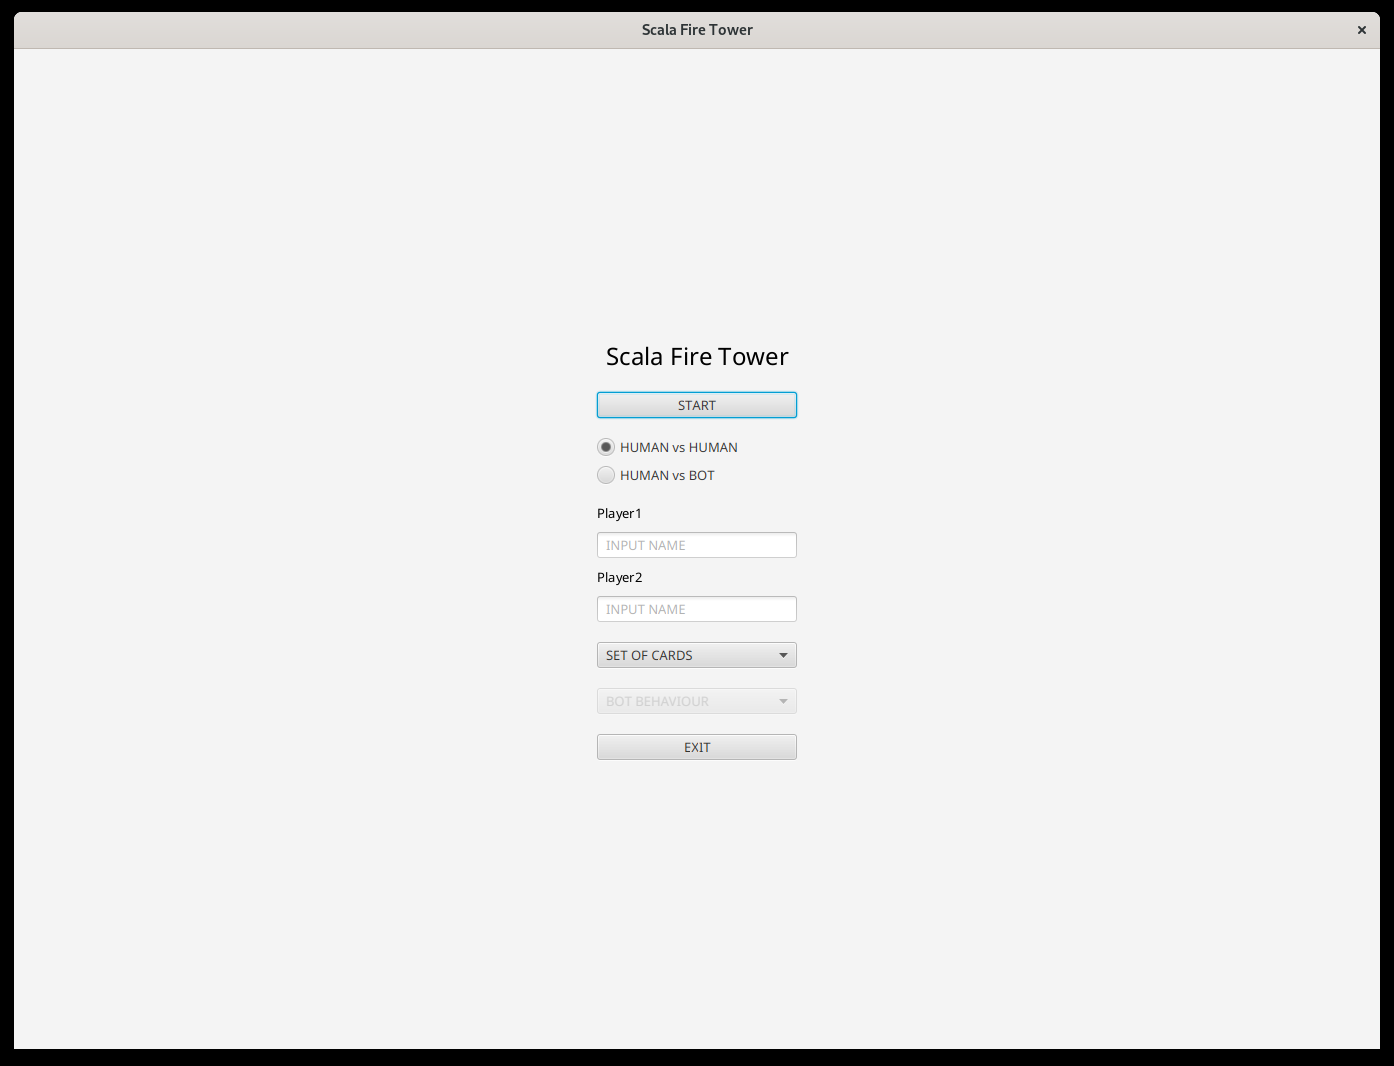 Scala Fire Tower
Scala Fire Tower
START
HUMAN vs HUMAN
HUMAN vs BOT
Player1
INPUT NAME
Player2
INPUT NAME
SET OF CARDS
BOT BEHAVIOUR
EXIT